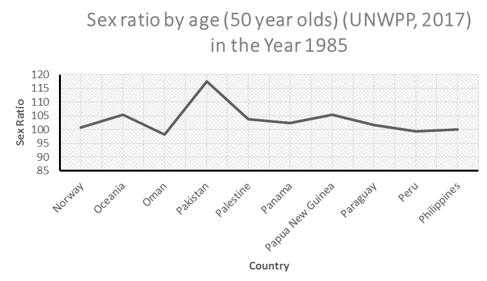 Sex ratio by age (50 year olds) (UNWPP, 2017)
in the Year 1985
120
115
110
105
100
95
90
85
Sex Ratio
Norway
Oceania
Oman
Pakistan
Palestine
Panama
Papua New Guinea
Paraguay
Peru
Philippines
Country